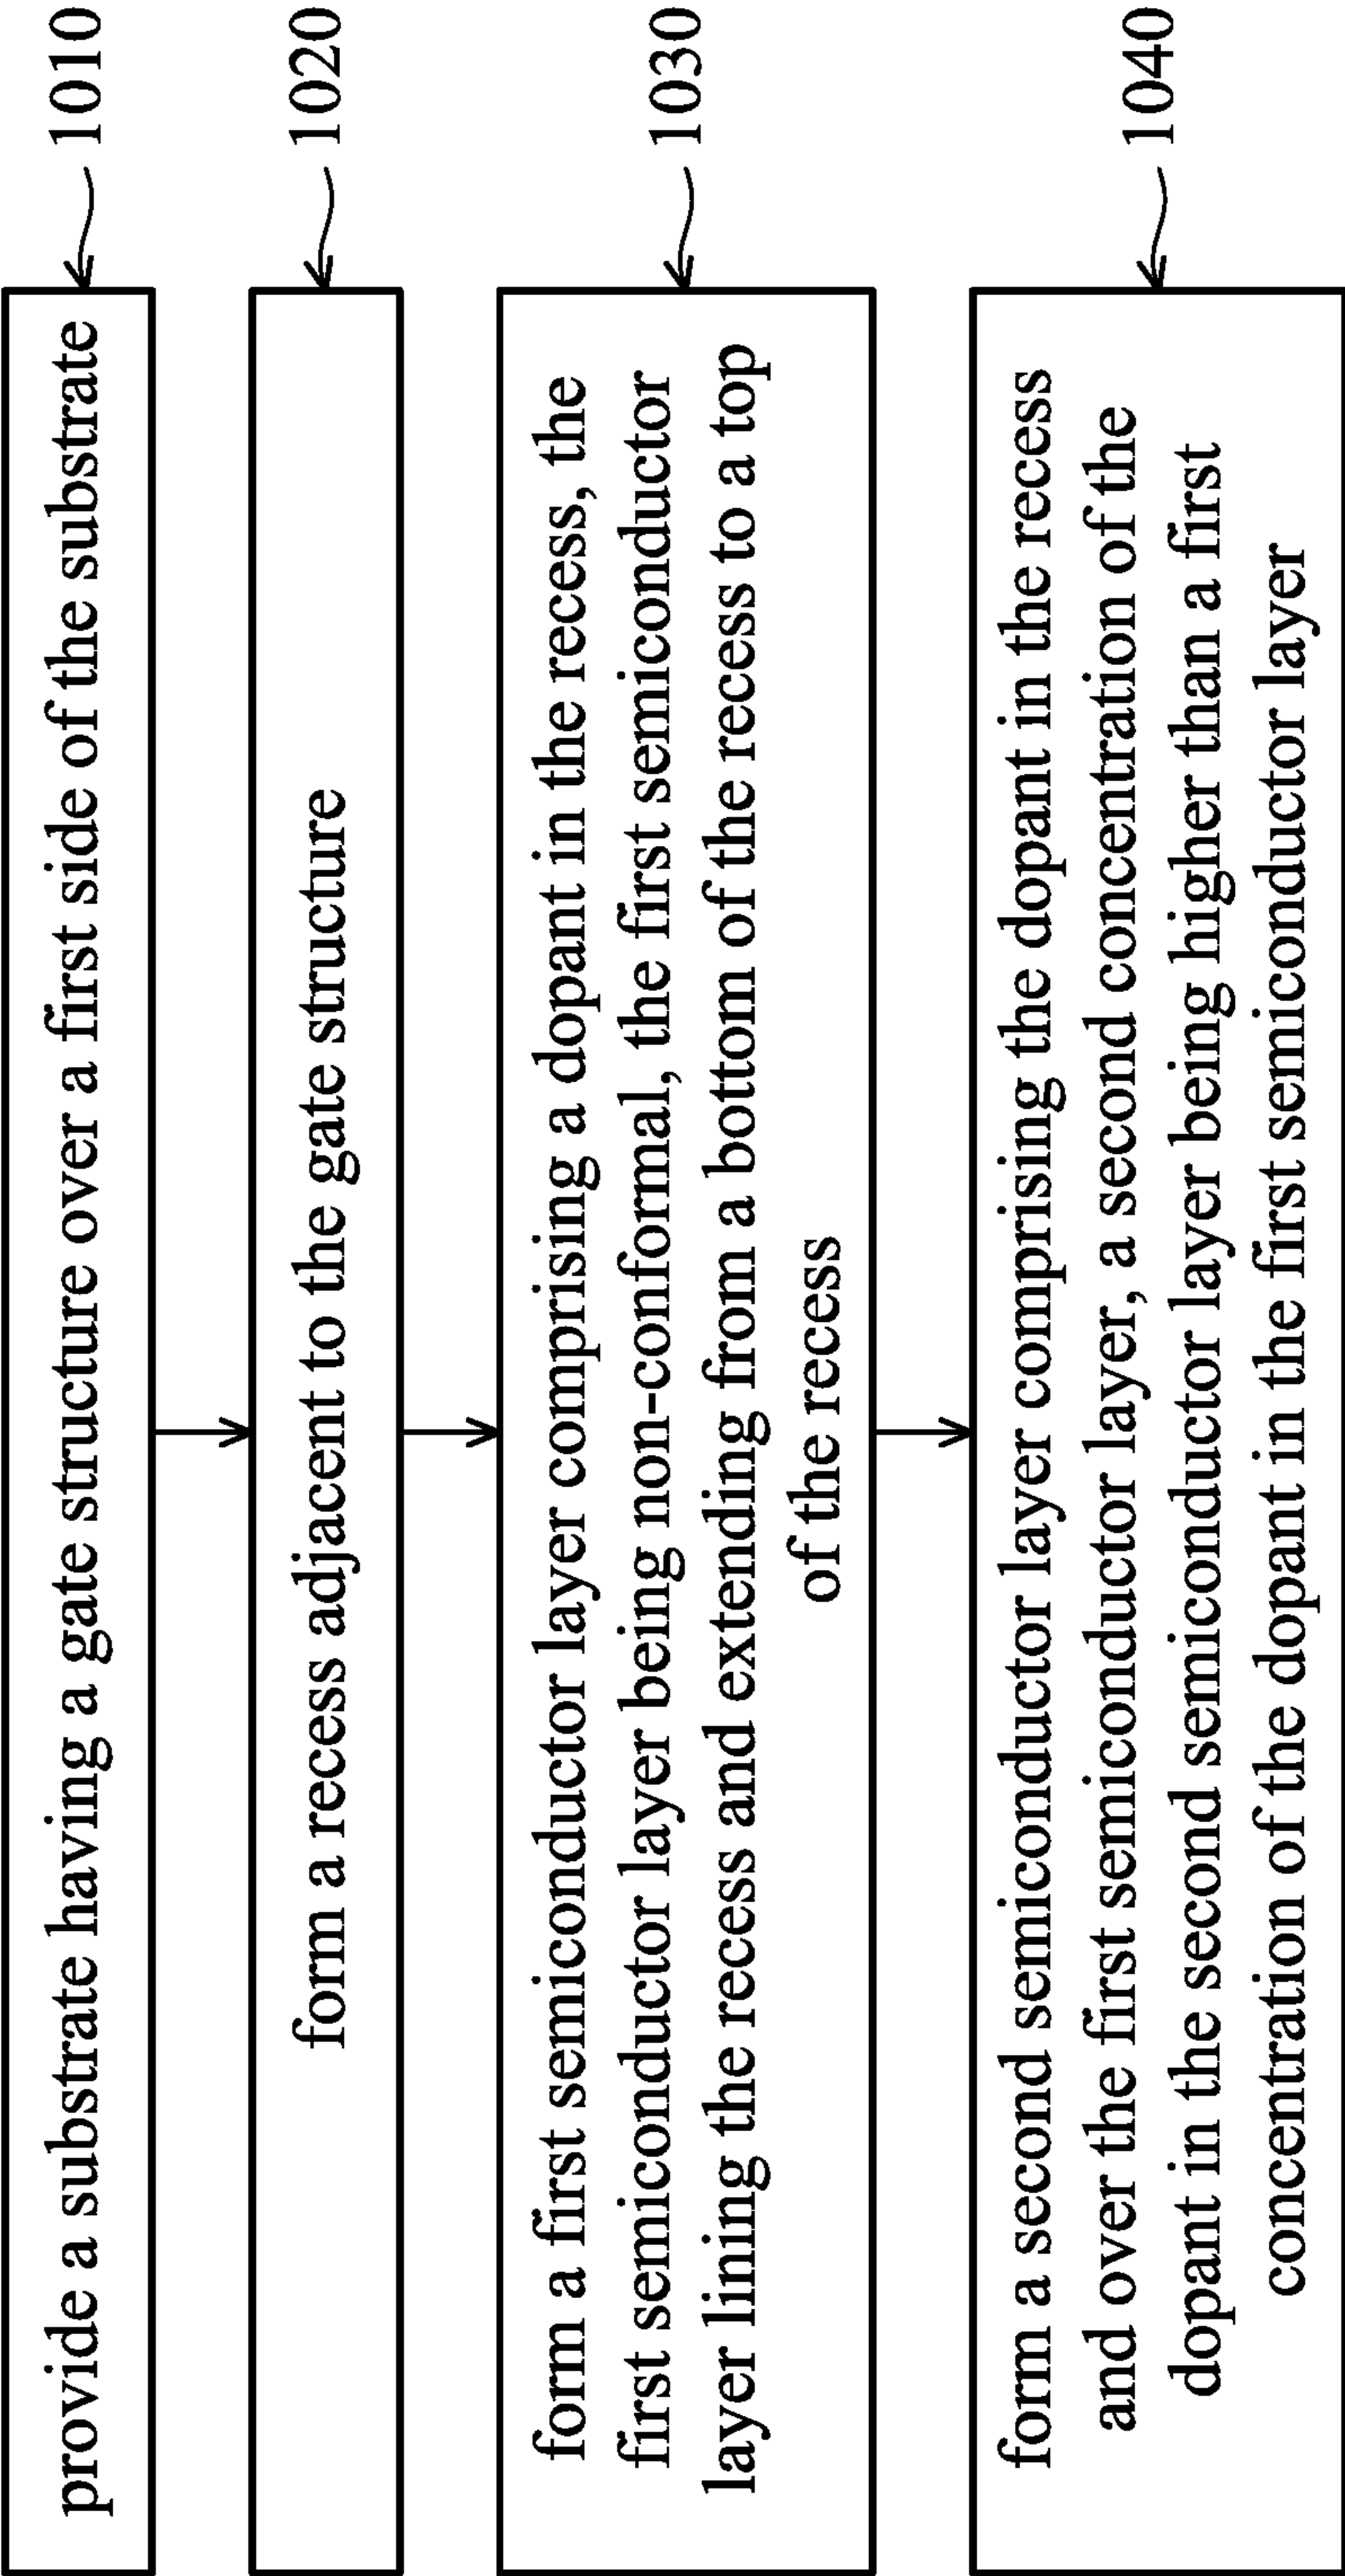 provide a substrate having a gate structure over a first side of the substrate
1010
form a recess adjacent to the gate structure
1020
form a first semiconductor layer comprising a dopant in the recess, the
first semiconductor layer being non-conformal, the first semiconductor
layer lining the recess and extending from a bottom of the recess to a top
of the recess
1030
form a second semiconductor layer comprising the dopant in the recess
and over the first semiconductor layer, a second concentration of the
dopant in the second semiconductor layer being higher than a first
concentration of the dopant in the first semiconductor layer
1040